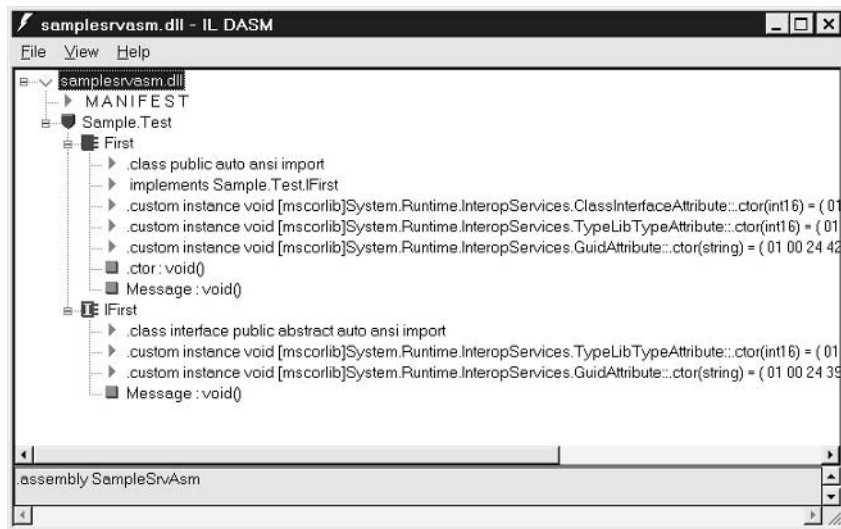 samplesrvasm.dll - IL DASM
File View Help
samplesrvasm.dll
MANIFEST
Sample.Test
First
.class public auto ansi import
implements Sample.Test.IFirst
.custom instance void [mscorlib]System.Runtime.InteropServices.ClassInterfaceAttribute::.ctor(int16) = ( 01
.custom instance void [mscorlib]System.Runtime.InteropServices.TypeLibTypeAttribute::.ctor(int16) = ( 01
.custom instance void [mscorlib]System.Runtime.InteropServices.GuidAttribute::.ctor(string) = ( 01 00 24 42
.ctor : void()
Message : void()
IFirst
.class interface public abstract auto ansi import
.custom instance void [mscorlib]System.Runtime.InteropServices.TypeLibTypeAttribute::.ctor(int16) = ( 01
.custom instance void [mscorlib]System.Runtime.InteropServices.GuidAttribute::.ctor(string) = ( 01 00 24 39
Message : void()
.assembly SampleSrvAsm